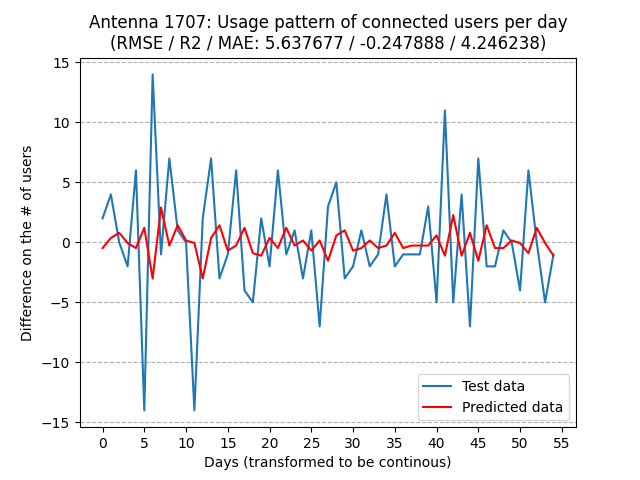 Antenna 1707: Usage pattern of connected users per day
(RMSE / R2 / MAE: 5.637677 / -0.247888 / 4.246238)
Difference on the # of users
15
10
5
0
−5
−10
−15
Test data
Predicted data
0 5 10 15 20 25 30 35 40 45 50 55
Days (transformed to be continous)